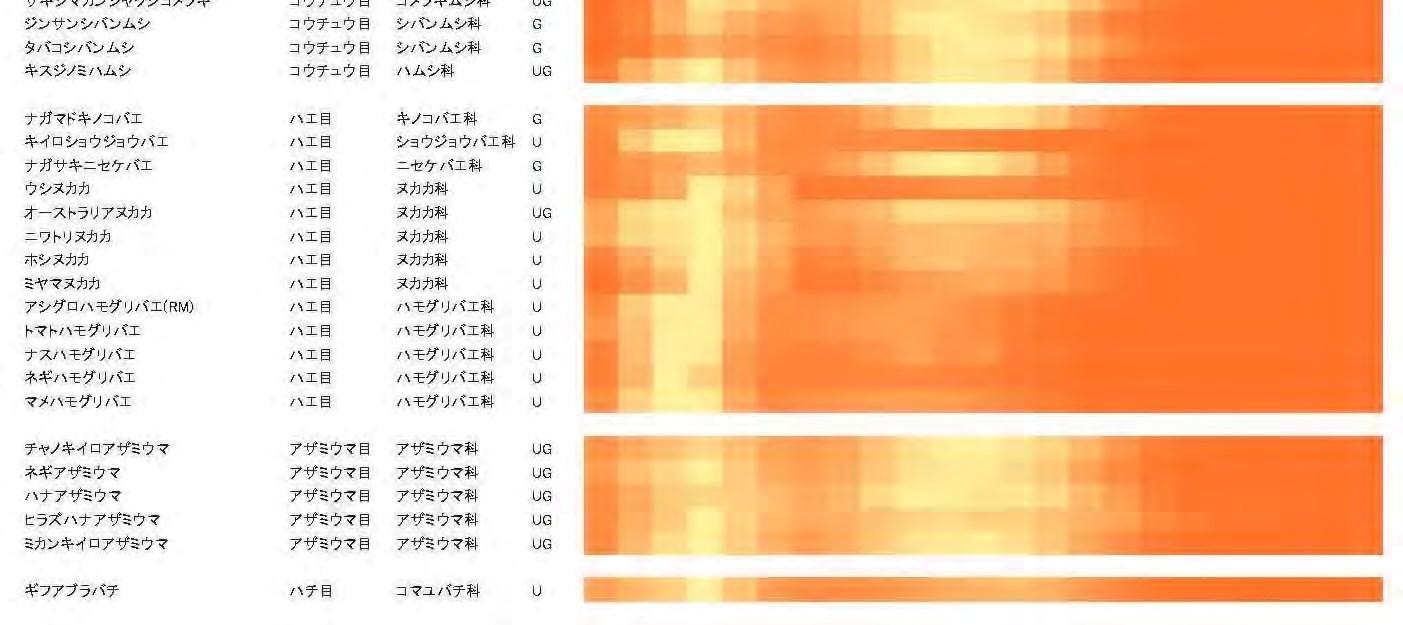 ジンサンシバンムシ コウチュウ目 シバンムシ科 G
タバコシバンムシ コウチュウ目 シバンムシ科 G
キスジノミハムシ コウチュウ目 ハムシ科 UG
ナガマドキノコバエ ハエ目 キノコバエ科 G
キイロショウジョウバエ ハエ目 ショウジョウバエ科 U
ナガサキニセケバエ ハエ目 ニセケバエ科 G
ウシヌカカ ハエ目 ヌカカ科 U
オーストラリアヌカカ ハエ目 ヌカカ科 UG
ニワトリヌカカ ハエ目 ヌカカ科 U
ホシヌカカ ハエ目 ヌカカ科 U
ミヤマヌカカ ハエ目 ヌカカ科 U
アシグロハモグリバエ(RM) ハエ目 ハモグリバエ科 U
トマトハモグリバエ ハエ目 ハモグリバエ科 U
ナスハモグリバエ ハエ目 ハモグリバエ科 U
ネギハモグリバエ ハエ目 ハモグリバエ科 U
マメハモグリバエ ハエ目 ハモグリバエ科 U
チャノキイロアザミウマ アザミウマ目 アザミウマ科 UG
ネギアザミウマ アザミウマ目 アザミウマ科 UG
ハナアザミウマ アザミウマ目 アザミウマ科 UG
ヒラズハナアザミウマ アザミウマ目 アザミウマ科 UG
ミカンキイロアザミウマ アザミウマ目 アザミウマ科 UG
ギフアブラバチ ハチ目 コマユバチ科 U